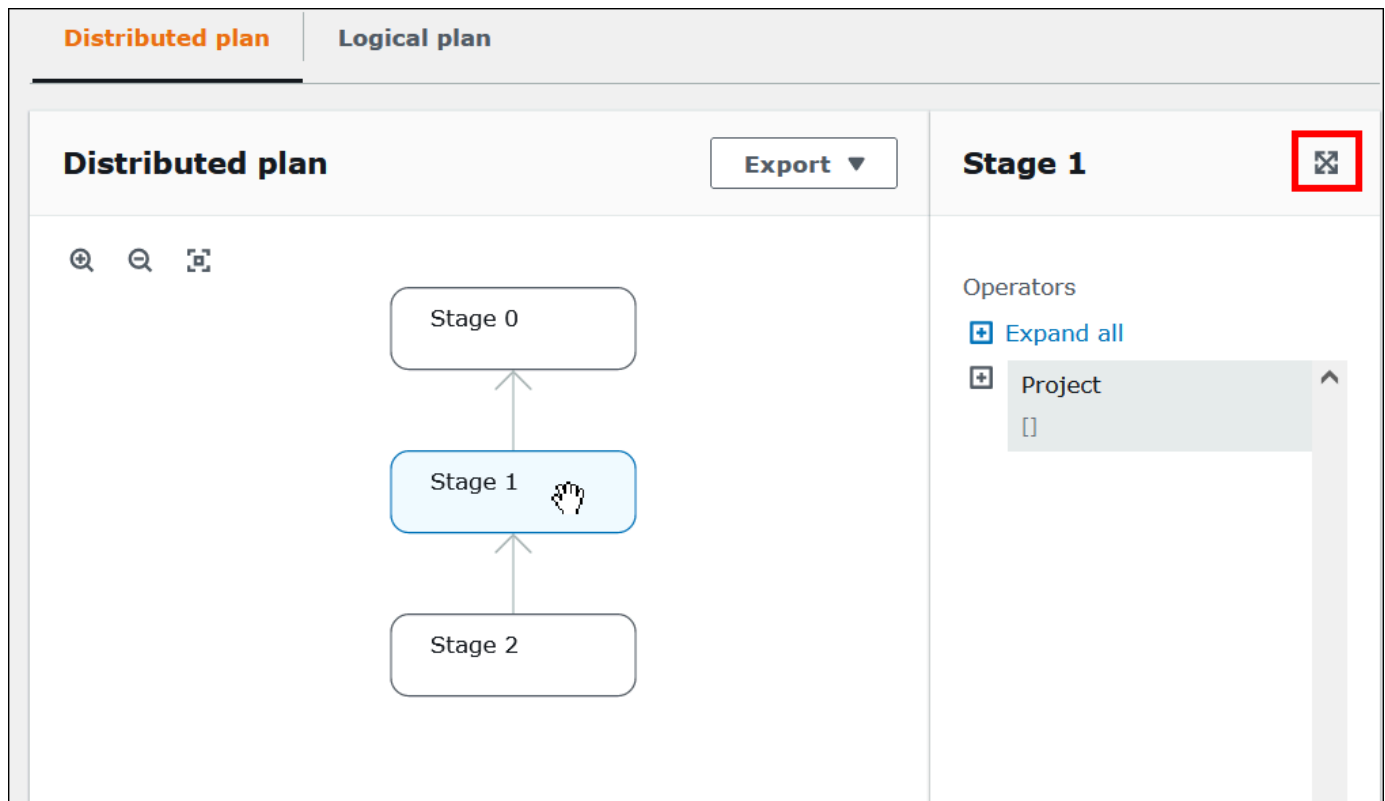 Distributed plan
Logical plan
Distributed plan
Export
Stage 0
Stage 1
Stage 2
Stage 1
Operators
Expand all
Project
[]